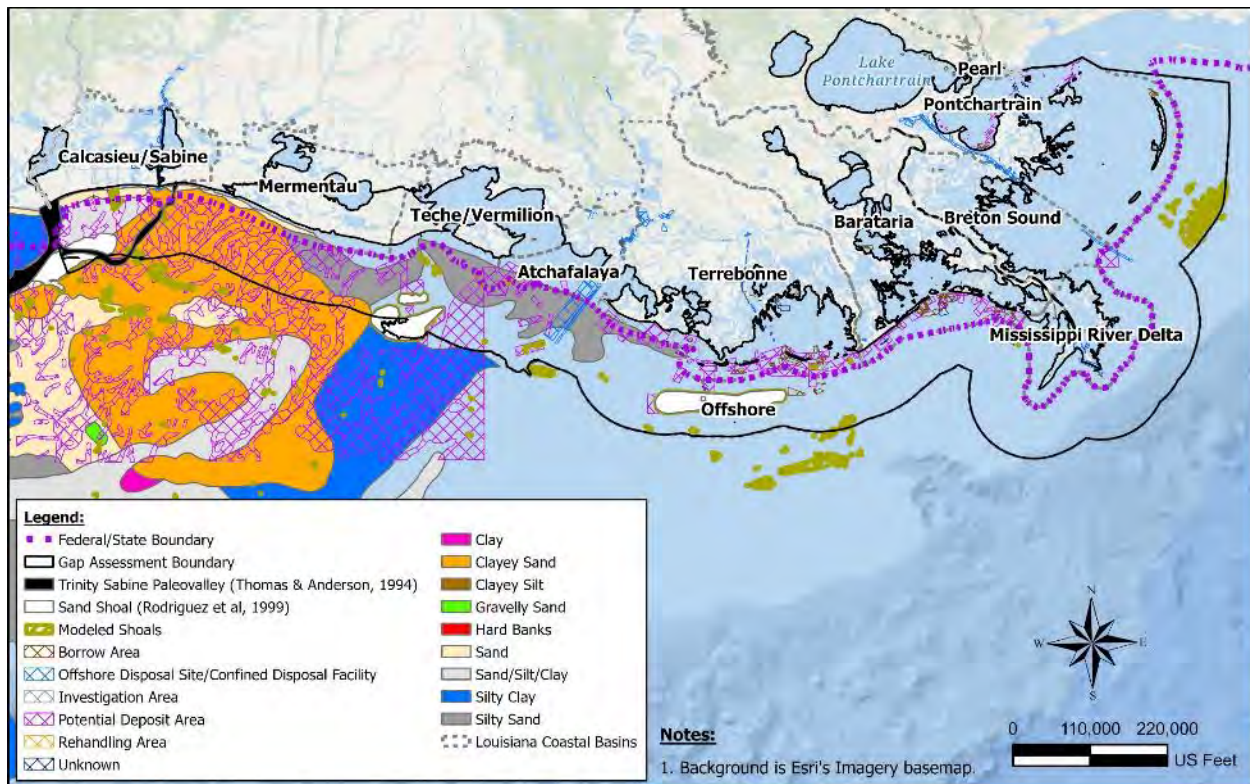 Lake
Pontchartrain
Pearl
Pontchartrain
Calcasieu/Sabine
Mermentau
Teche/Vermilion
Barataria
Breton Sound
Atchafalaya
Terrebonne
Mississippi River Delta
Offshore
Legend:
Federal/State Boundary
Gap Assessment Boundary
Trinity Sabine Paleovalley (Thomas & Anderson, 1994)
Sand Shoal (Rodriguez et al, 1999)
Modeled Shoals
Borrow Area
Offshore Disposal Site/Confined Disposal Facility
Investigation Area
Potential Deposit Area
Rehandling Area
Unknown
Clay
Clayey Sand
Clayey Silt
Gravelly Sand
Hard Banks
Sand
Sand/Silt/Clay
Silty Clay
Silty Sand
Louisiana Coastal Basins
Notes:
1. Background is Esri's Imagery basemap.
N
W E
S
0 110,000 220,000
US Feet